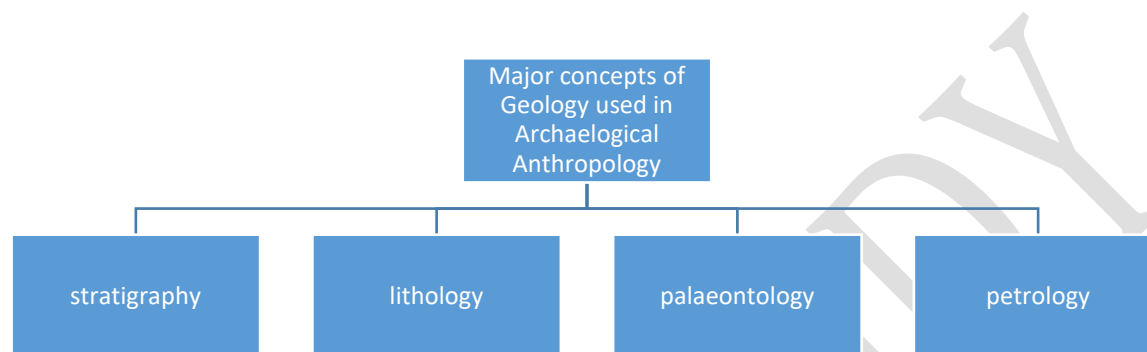 Major concepts of
Geology used in
Archaelogical
Anthropology
stratigraphy
lithology
palaeontology
petrology